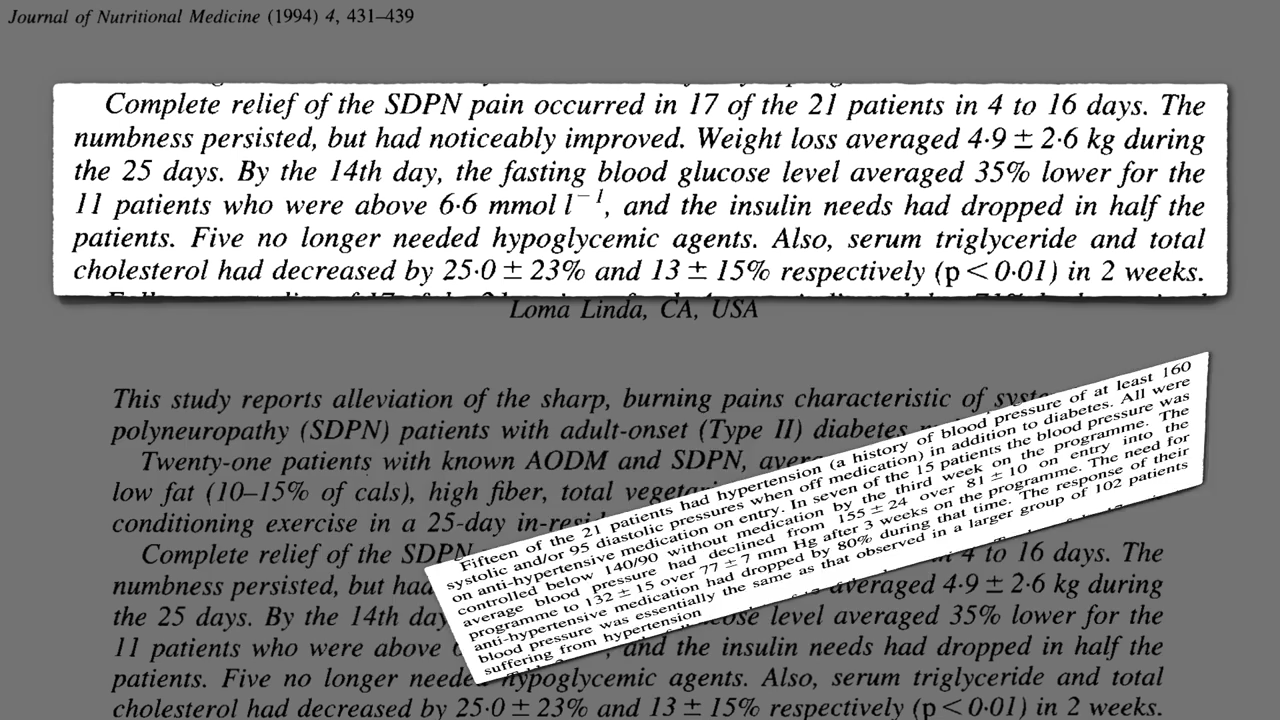 Journal of Nutritional Medicine (1994) 4, 431–439
Complete relief of the SDPN pain occurred in 17 of the 21 patients in 4 to 16 days. The
numbness persisted, but had noticeably improved. Weight loss averaged 4·9 ± 2·6 kg during
the 25 days. By the 14th day, the fasting blood glucose level averaged 35% lower for the
11 patients who were above 6·6 mmol l⁻¹, and the insulin needs had dropped in half the
patients. Five no longer needed hypoglycemic agents. Also, serum triglyceride and total
cholesterol had decreased by 25·0 ± 23% and 13 ± 15% respectively (p < 0·01) in 2 weeks.
Loma Linda, CA, USA
This study reports alleviation of the sharp, burning pains characteristic of
polyneuropathy (SDPN) patients with adult-onset (Type II) diabetes
Twenty-one patients with known AODM and SDPN,
low fat (10–15% of cals), high fiber, total
conditioning exercise in a 25-day
Fifteen of the 21 patients had hypertension (a history of blood pressure of at least 160
systolic and/or 95 diastolic pressures when off medication) in addition to diabetes. All were
on anti-hypertensive medication on entry. In seven of the 15 patients the blood pressure was
controlled below 140/90 without medication by the third week on the programme. The
average blood pressure had declined from 155 ± 24 over 81 ± 10 on entry into the
programme to 132 ± 15 over 77 ± 7 mm Hg after 3 weeks on the programme. The need for
anti-hypertensive medication had dropped by 80% during that time. The response of their
blood pressure was essentially the same as that observed in a larger group of 102 patients
suffering from hypertension
Complete relief of the SDPN 4 to 16 days. The
numbness persisted, but had averaged 4·9 ± 2·6 kg during
the 25 days. By the 14th day level averaged 35% lower for the
11 patients who were above , and the insulin needs had dropped in half the
patients. Five no longer needed hypoglycemic agents. Also, serum triglyceride and total
cholesterol had decreased by 25·0 ± 23% and 13 ± 15% respectively (p < 0·01) in 2 weeks.